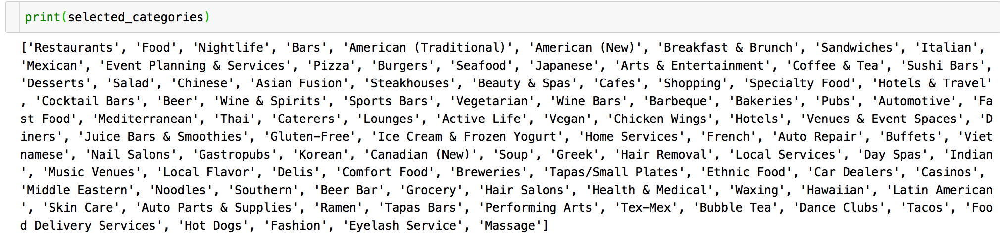 print(selected_categories)
['Restaurants', 'Food', 'Nightlife', 'Bars', 'American (Traditional)', 'American (New)', 'Breakfast & Brunch', 'Sandwiches', 'Italian',
'Mexican', 'Event Planning & Services', 'Pizza', 'Burgers', 'Seafood', 'Japanese', 'Arts & Entertainment', 'Coffee & Tea', 'Sushi Bars',
'Desserts', 'Salad', 'Chinese', 'Asian Fusion', 'Steakhouses', 'Beauty & Spas', 'Cafes', 'Shopping', 'Specialty Food', 'Hotels & Travel'
, 'Cocktail Bars', 'Beer', 'Wine & Spirits', 'Sports Bars', 'Vegetarian', 'Wine Bars', 'Barbeque', 'Bakeries', 'Pubs', 'Automotive', 'Fa
st Food', 'Mediterranean', 'Thai', 'Caterers', 'Lounges', 'Active Life', 'Vegan', 'Chicken Wings', 'Hotels', 'Venues & Event Spaces', 'D
iners', 'Juice Bars & Smoothies', 'Gluten-Free', 'Ice Cream & Frozen Yogurt', 'Home Services', 'French', 'Auto Repair', 'Buffets', 'Viet
namese', 'Nail Salons', 'Gastropubs', 'Korean', 'Canadian (New)', 'Soup', 'Greek', 'Hair Removal', 'Local Services', 'Day Spas', 'Indian
', 'Music Venues', 'Local Flavor', 'Delis', 'Comfort Food', 'Breweries', 'Tapas/Small Plates', 'Ethnic Food', 'Car Dealers', 'Casinos',
'Middle Eastern', 'Noodles', 'Southern', 'Beer Bar', 'Grocery', 'Hair Salons', 'Health & Medical', 'Waxing', 'Hawaiian', 'Latin American
', 'Skin Care', 'Auto Parts & Supplies', 'Ramen', 'Tapas Bars', 'Performing Arts', 'Tex-Mex', 'Bubble Tea', 'Dance Clubs', 'Tacos', 'Foo
d Delivery Services', 'Hot Dogs', 'Fashion', 'Eyelash Service', 'Massage']